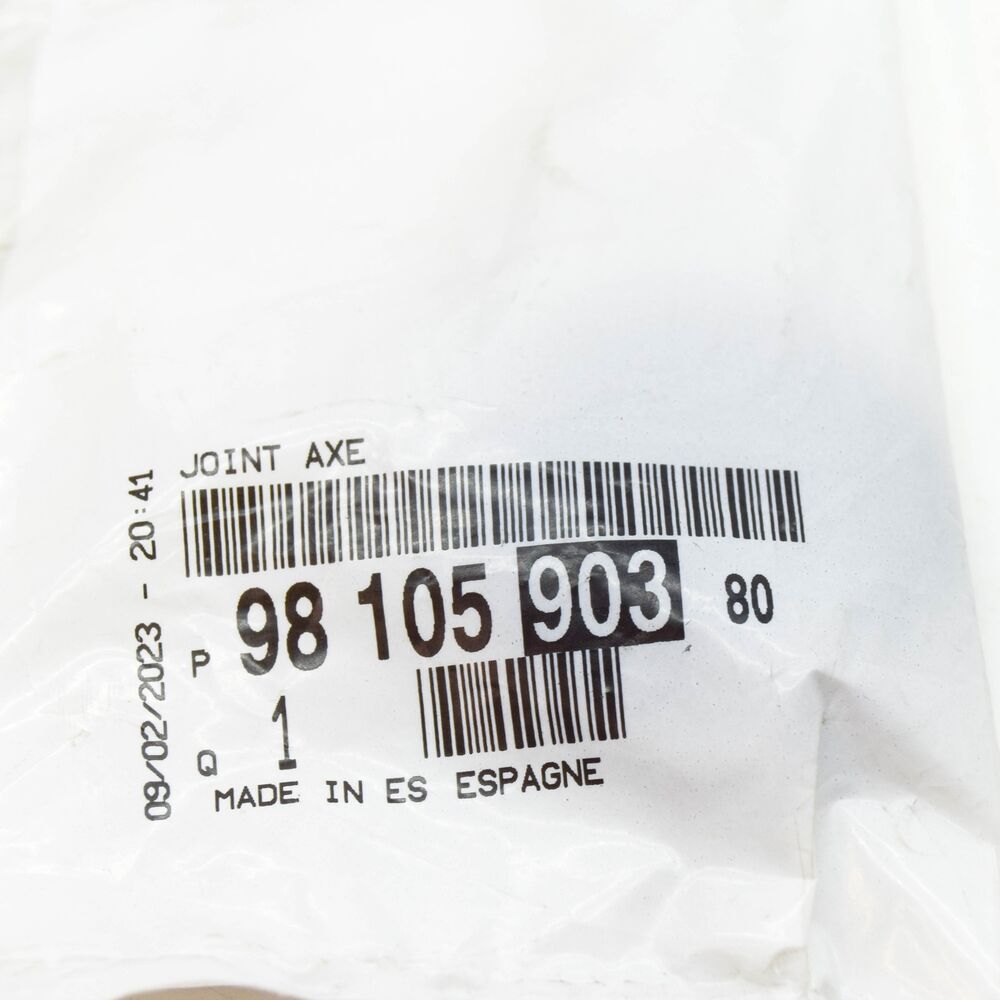 JOINT AXE
P 98 105 903 80
Q 1
MADE IN ES ESPAGNE
09/02/2023 - 20:41